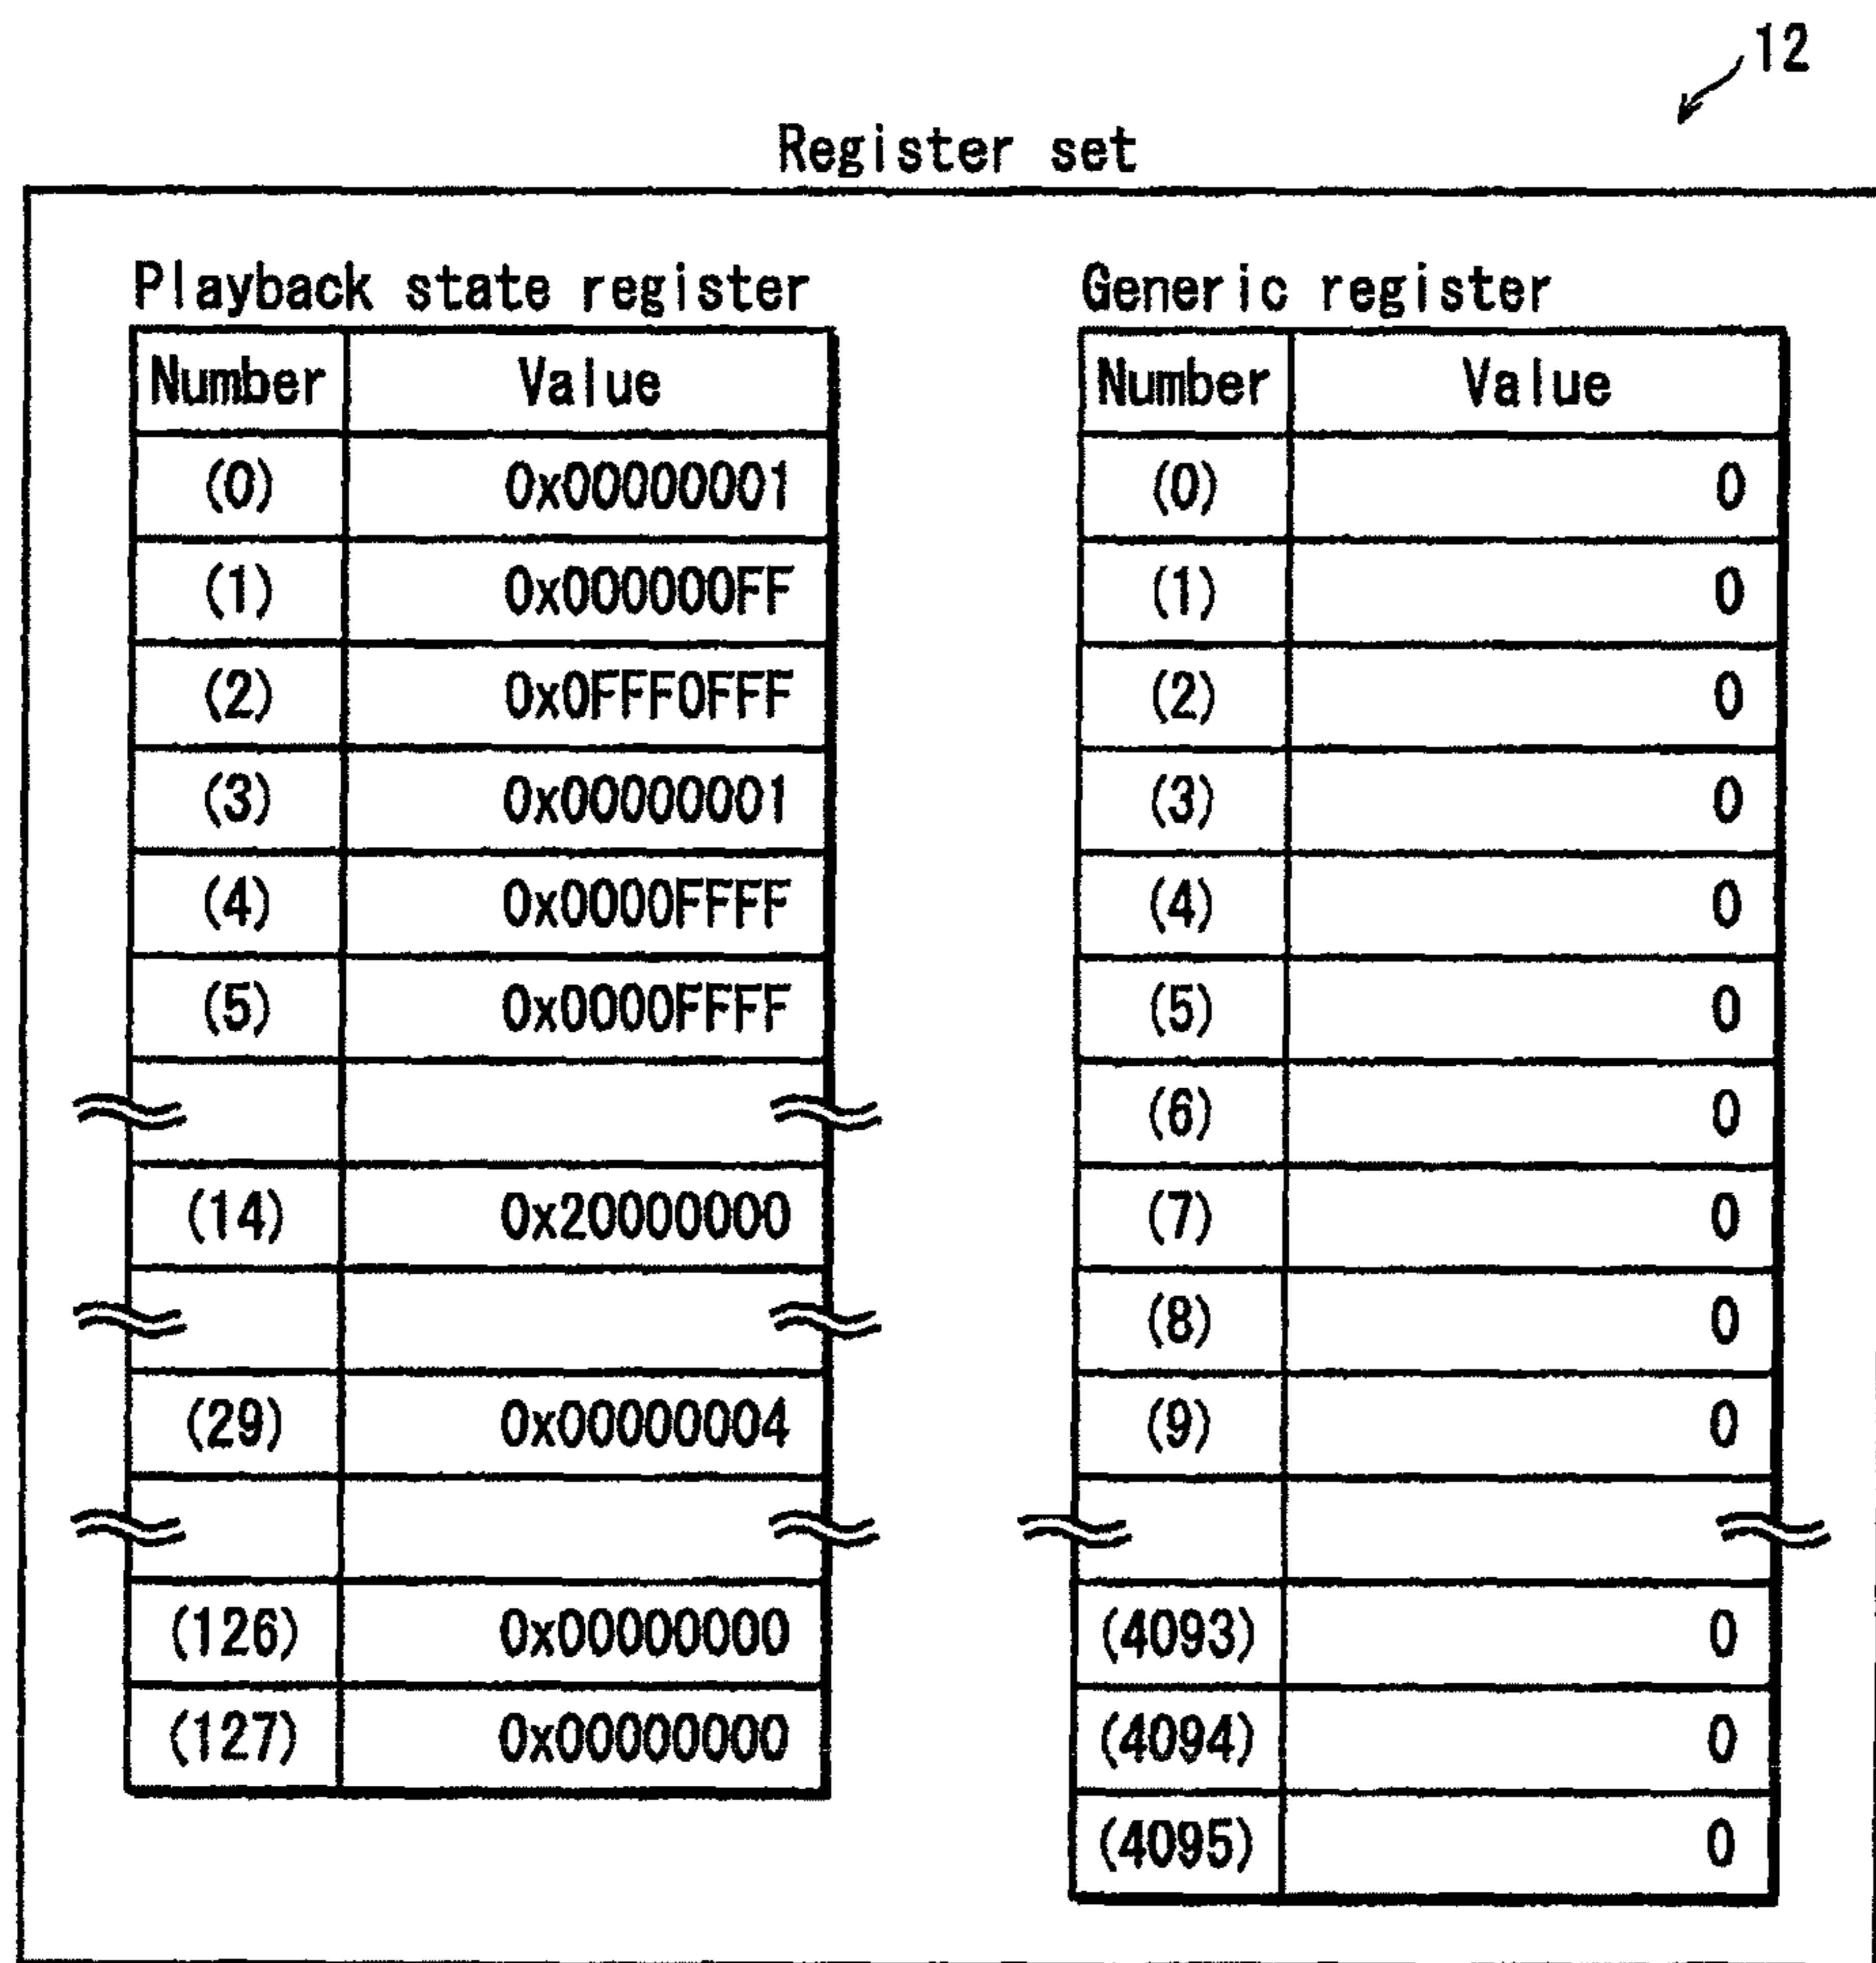 12
Register set
Playback state register
Number Value
(0) 0x00000001
(1) 0x000000FF
(2) 0x0FFF0FFF
(3) 0x00000001
(4) 0x0000FFFF
(5) 0x0000FFFF
(14) 0x20000000
(29) 0x00000004
(126) 0x00000000
(127) 0x00000000
Generic register
Number Value
(0) 0
(1) 0
(2) 0
(3) 0
(4) 0
(5) 0
(6) 0
(7) 0
(8) 0
(9) 0
(4093) 0
(4094) 0
(4095) 0